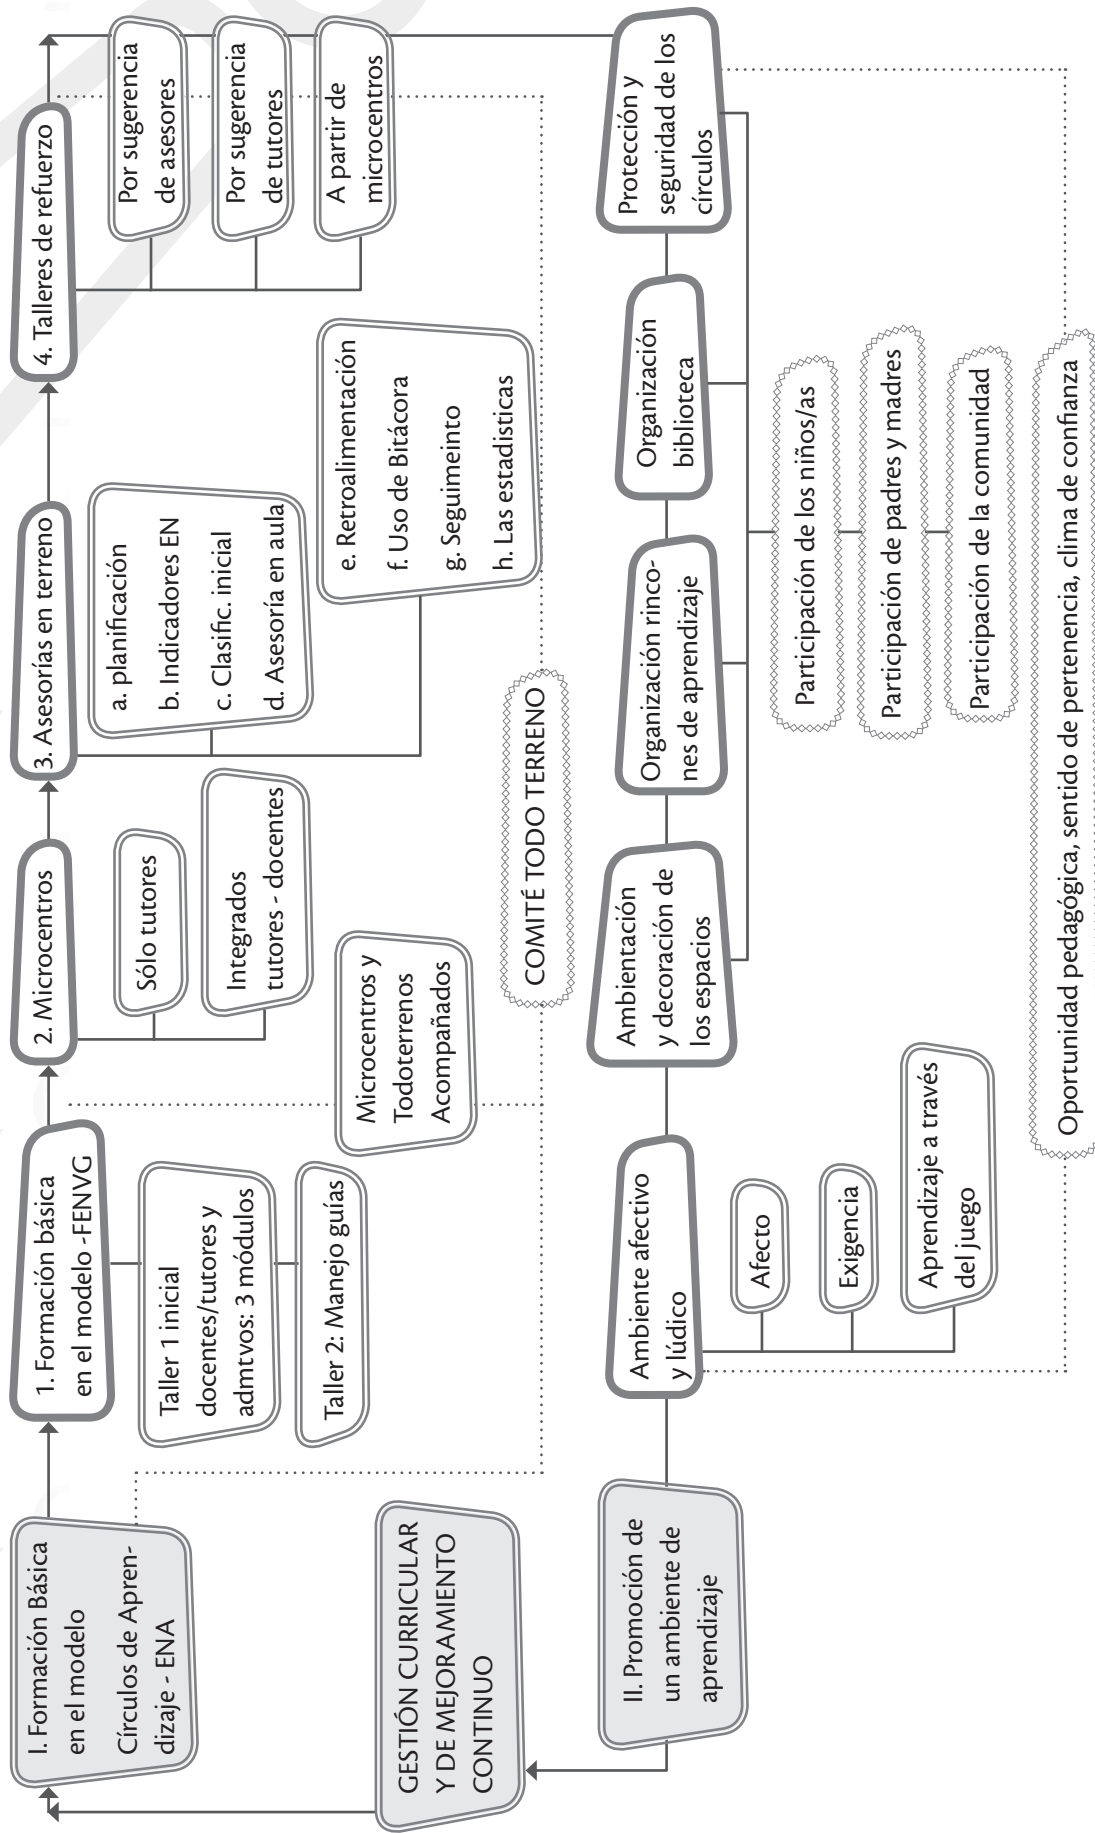 I. Formación Básica
en el modelo
Círculos de Apren-
dizaje - ENA
1. Formación básica
en el modelo -FENVG
Taller 1 inicial
docentes/tutores y
admtvos: 3 módulos
Taller 2: Manejo guías
2. Microcentros
Sólo tutores
Integrados
tutores - docentes
Microcentros y
Todoterrenos
Acompañados
3. Asesorías en terreno
a. planificación
b. Indicadores EN
c. Clasific. inicial
d. Asesoría en aula
e. Retroalimentación
f. Uso de Bitácora
g. Seguimeinto
h. Las estadísticas
4. Talleres de refuerzo
Por sugerencia
de asesores
Por sugerencia
de tutores
A partir de
microcentros
COMITÉ TODO TERRENO
GESTIÓN CURRICULAR
Y DE MEJORAMIENTO
CONTINUO
II. Promoción de
un ambiente de
aprendizaje
Ambiente afectivo
y lúdico
Afecto
Exigencia
Aprendizaje a través
del juego
Ambientación
y decoración de
los espacios
Organización rinco-
nes de aprendizaje
Organización
biblioteca
Protección y
seguridad de los
círculos
Participación de los niños/as
Participación de padres y madres
Participación de la comunidad
Oportunidad pedagógica, sentido de pertenencia, clima de confianza